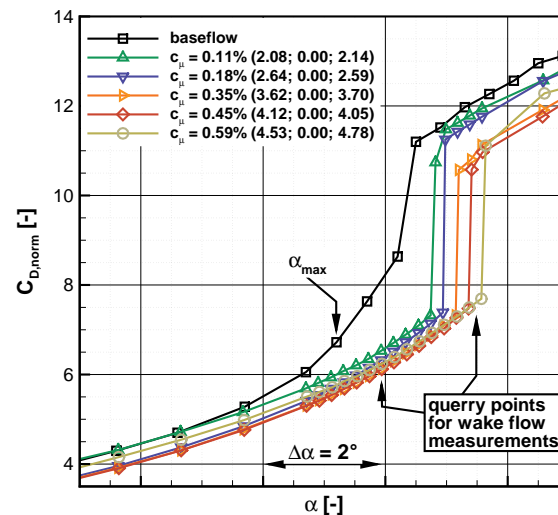 14
12
10
8
6
4
C_D,norm [-]
baseflow
c_μ = 0.11% (2.08; 0.00; 2.14)
c_μ = 0.18% (2.64; 0.00; 2.59)
c_μ = 0.35% (3.62; 0.00; 3.70)
c_μ = 0.45% (4.12; 0.00; 4.05)
c_μ = 0.59% (4.53; 0.00; 4.78)
α_max
querry points
for wake flow
measurements
Δα = 2°
α [-]